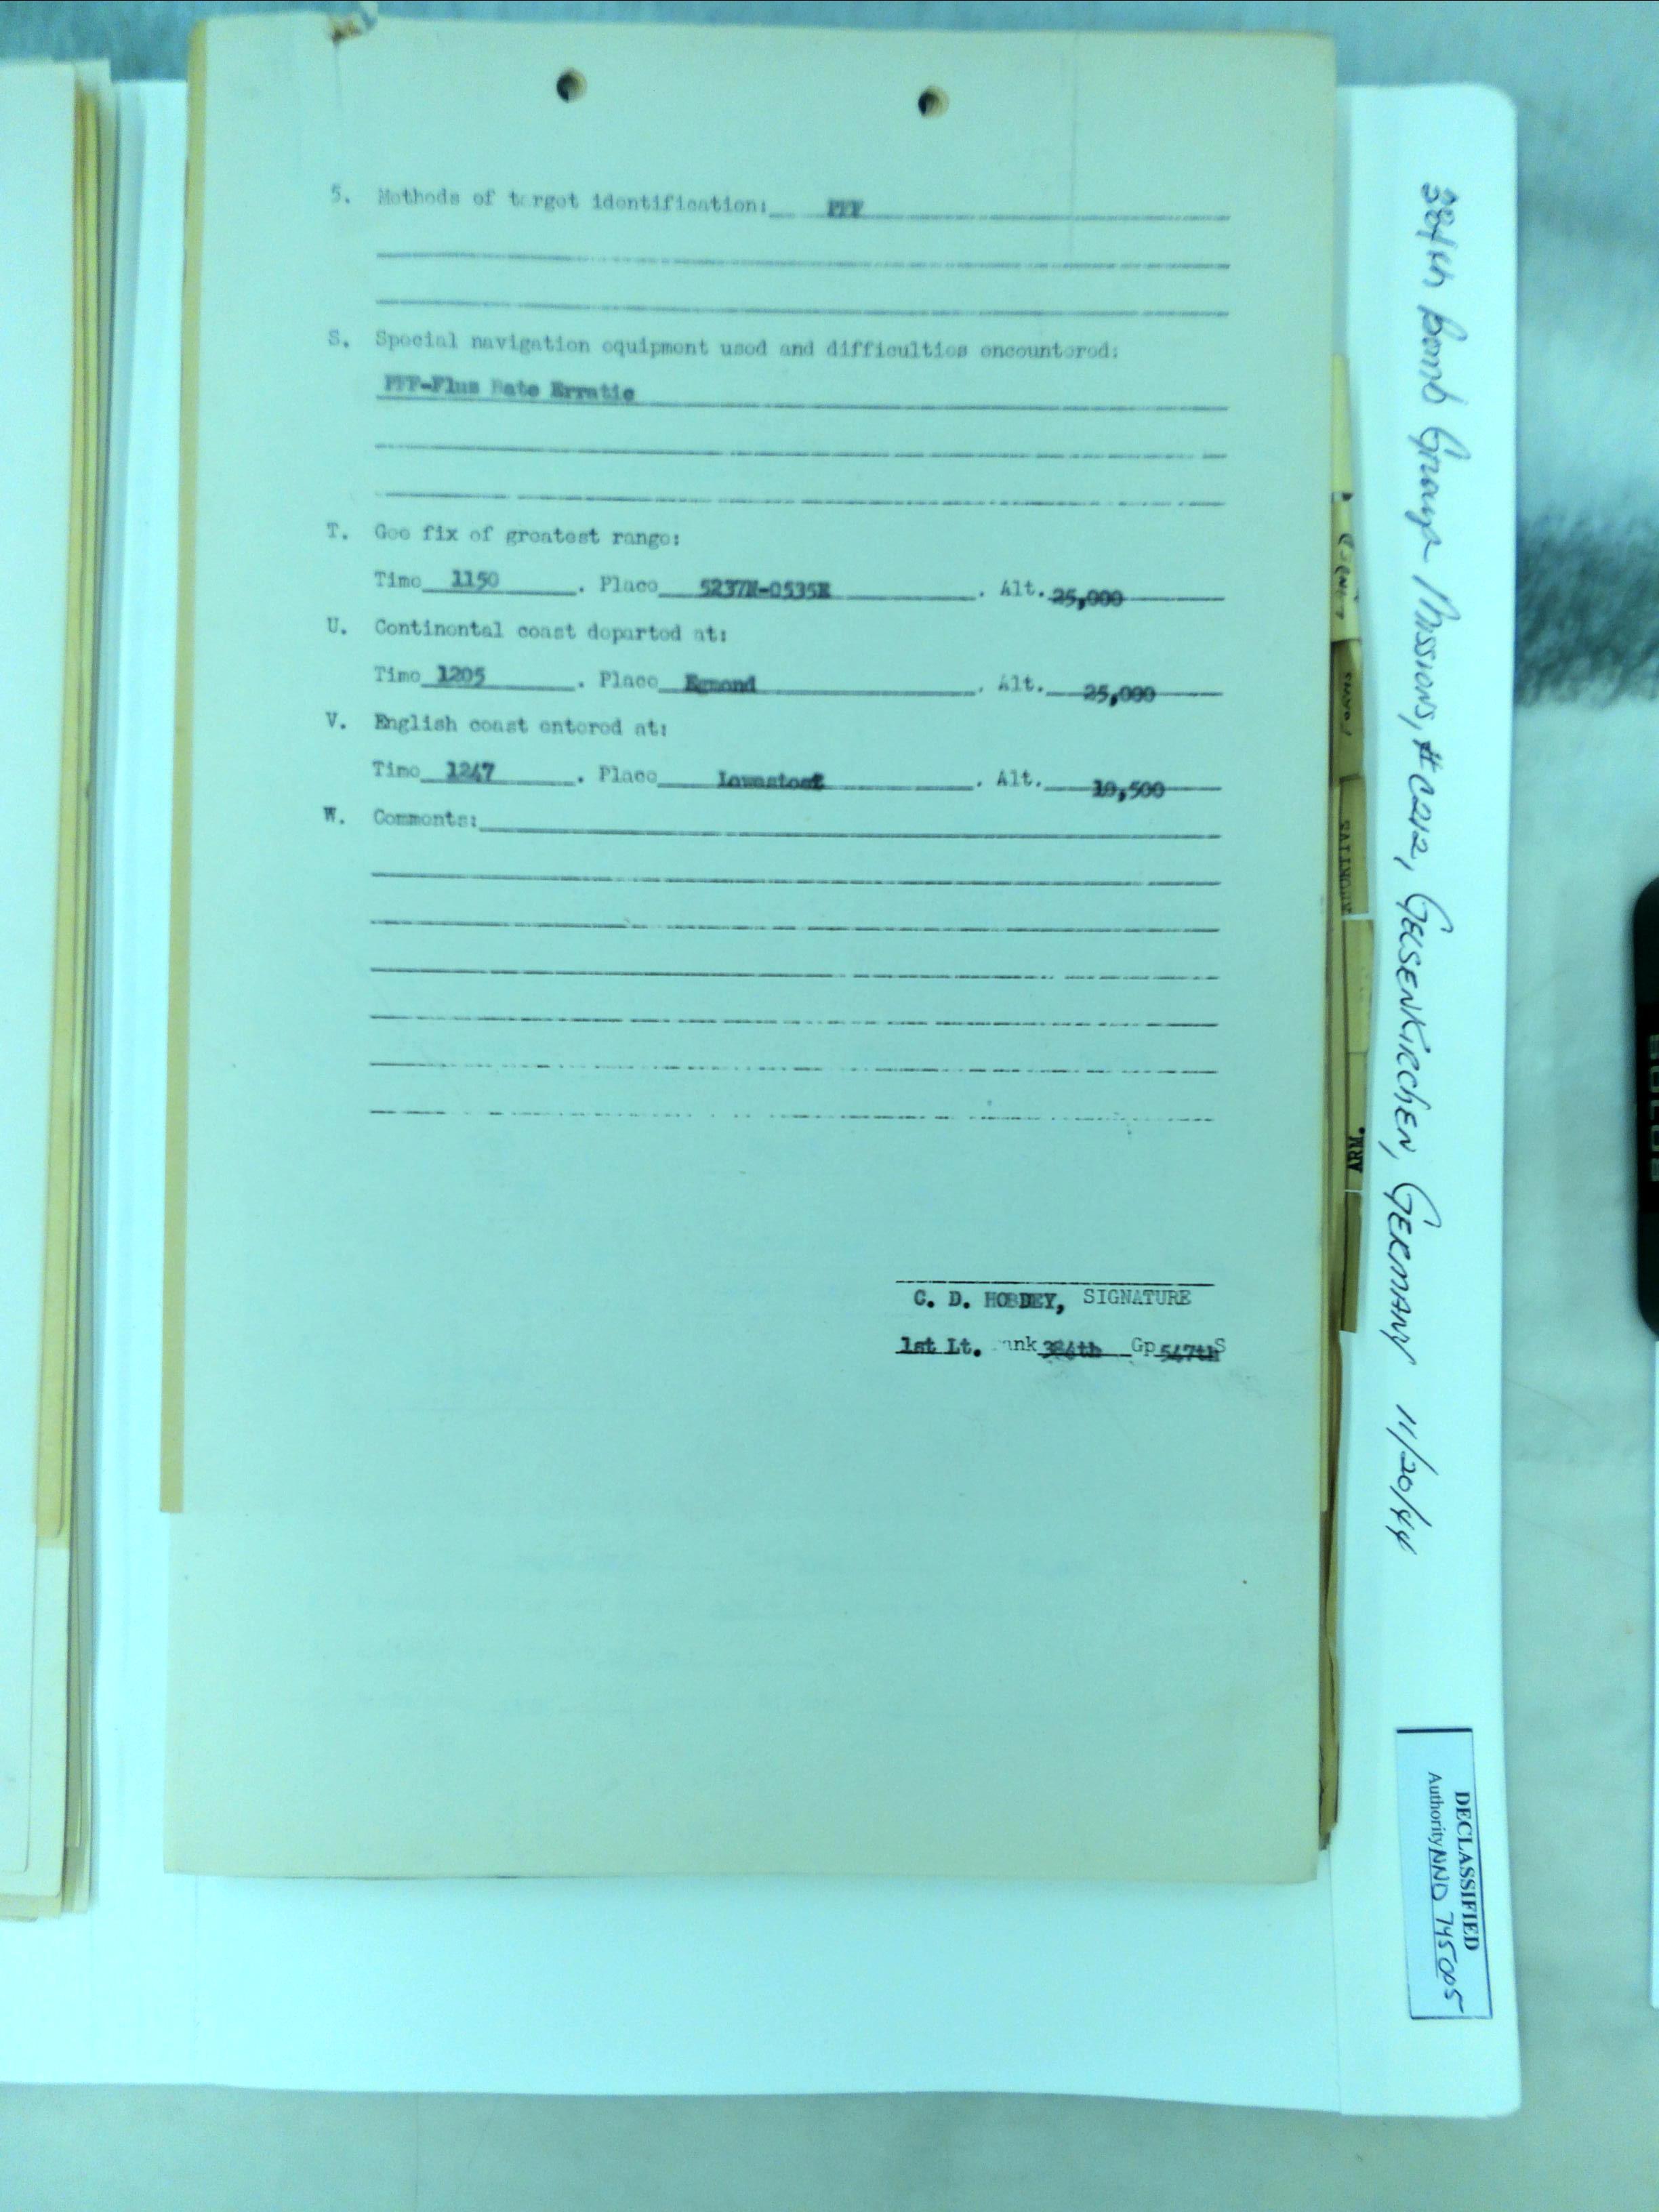 5. Methods of target identification: PFF
S. Special navigation equipment used and difficulties encountered:
PFF-Flux Rate Erratic
T. Gee fix of greatest range:
Time 1150. Place 5237N-0535E. Alt. 25,000
U. Continental coast departed at:
Time 1205. Place Egmond. Alt. 25,000
V. English coast entered at:
Time 1247. Place Lowestoft. Alt. 10,500
W. Comments:
C. D. HOBDEY, SIGNATURE
1st Lt. ank 384th Gp 547th S
ARM.
384th Bomb Group Missions, #C212, GELSENKIRCHEN, GERMANY 11/20/44
DECLASSIFIED
Authority NND 745005